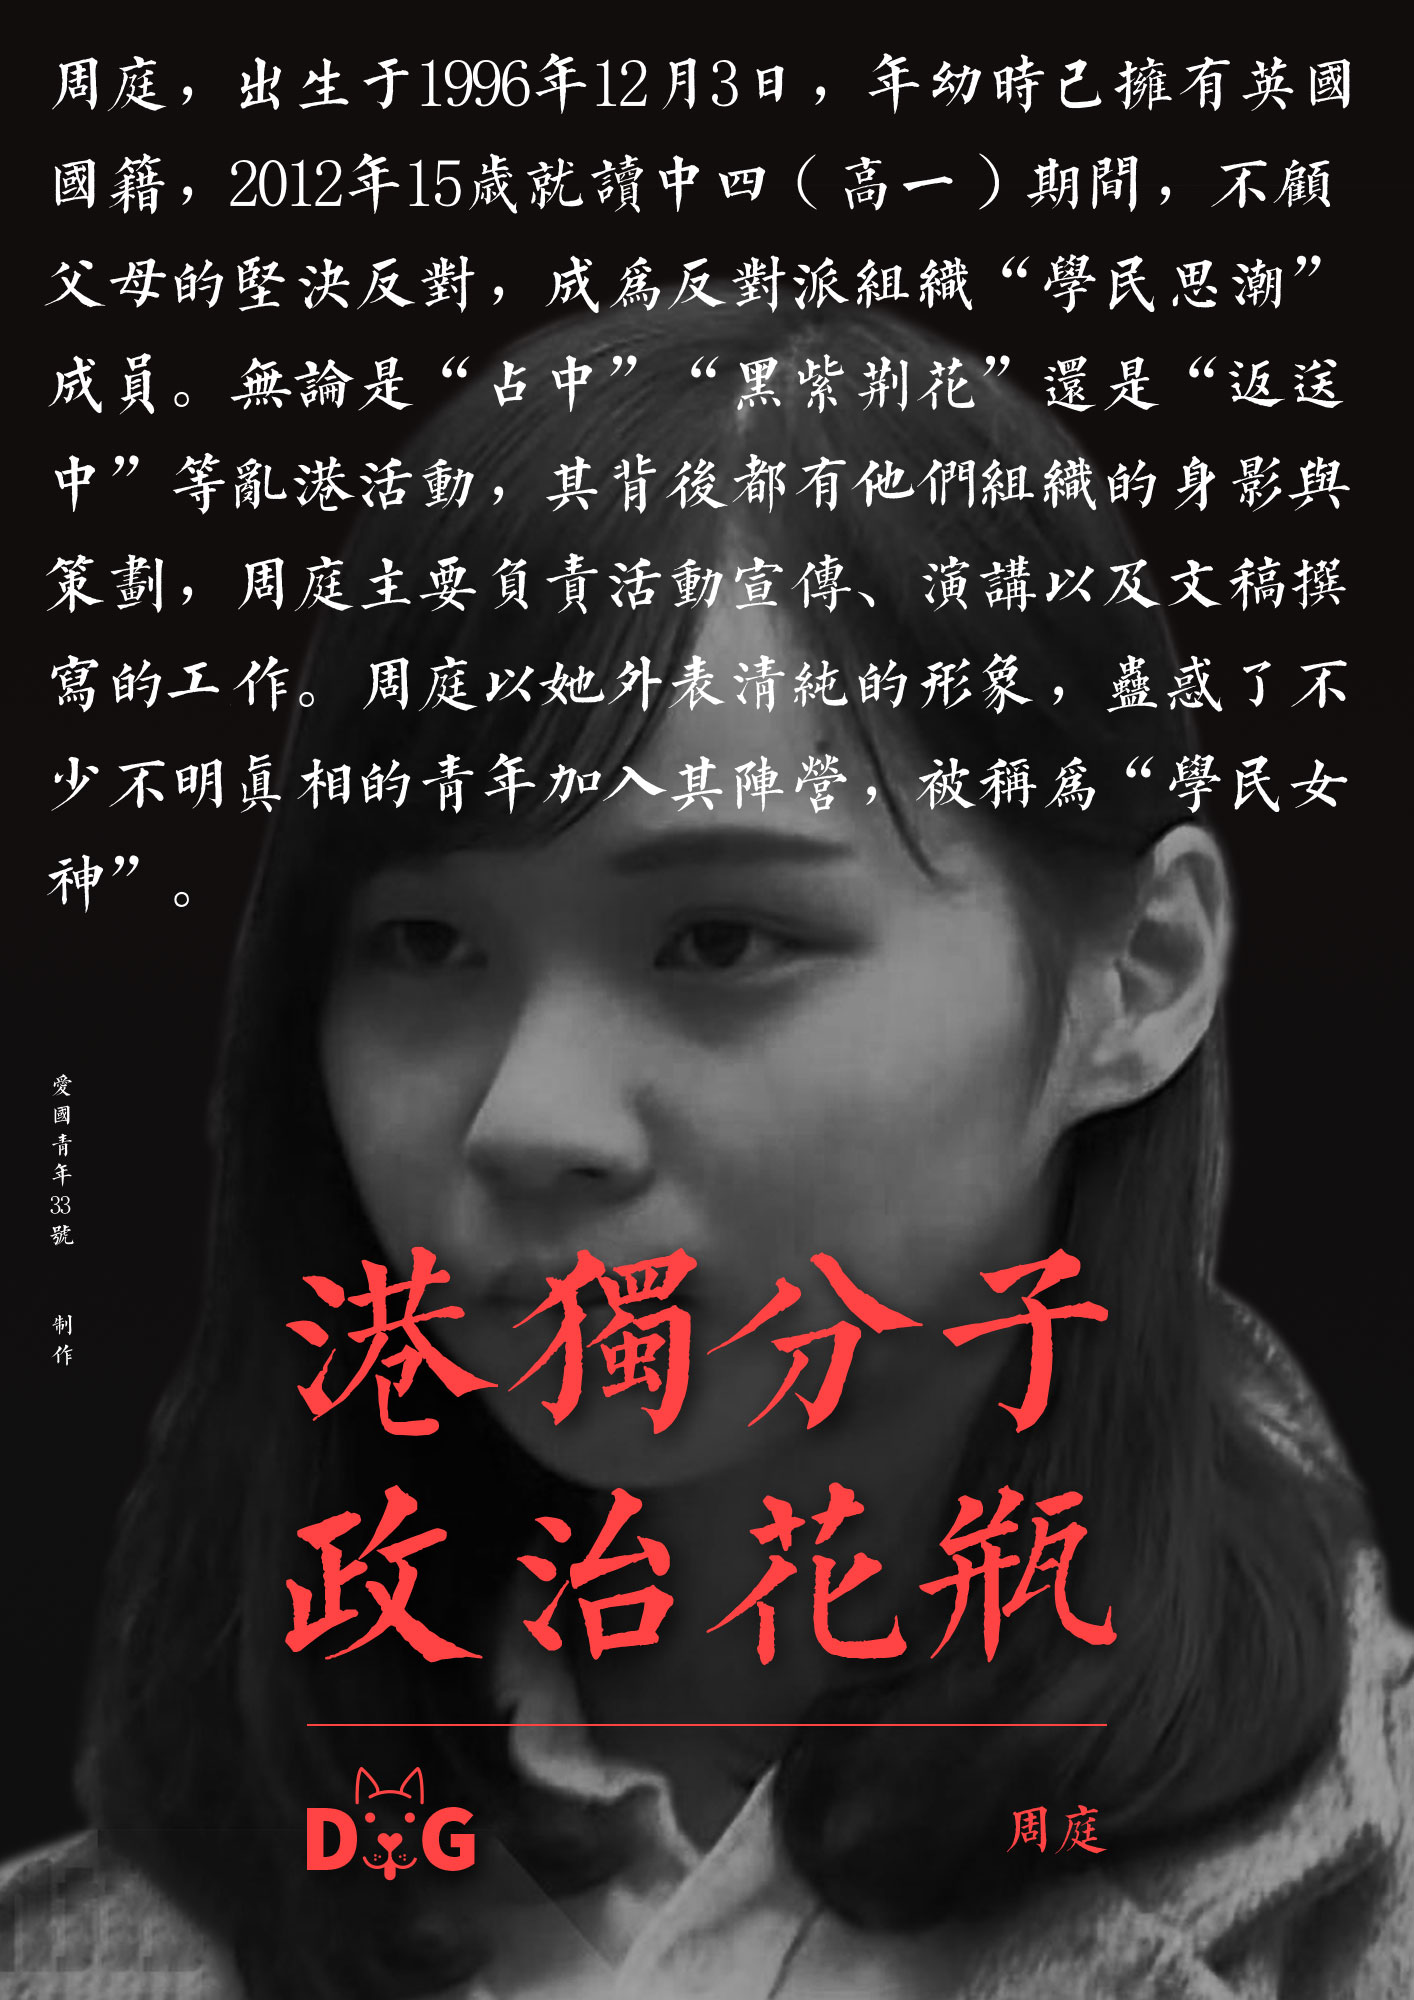 周庭，出生于1996年12月3日，年幼時已擁有英國
國籍，2012年15歲就讀中四（高一）期間，不顧
父母的堅決反對，成爲反對派組織“學民思潮”
成員。無論是“占中”“黑紫荆花”還是“返送
中”等亂港活動，其背後都有他們組織的身影與
策劃，周庭主要負責活動宣傳、演講以及文稿撰
寫的工作。周庭以她外表清純的形象，蠱惑了不
少不明眞相的青年加入其陣營，被稱爲“學民女
神”。
愛國青年33號 制作
港獨分子
政治花瓶
DOG
周庭